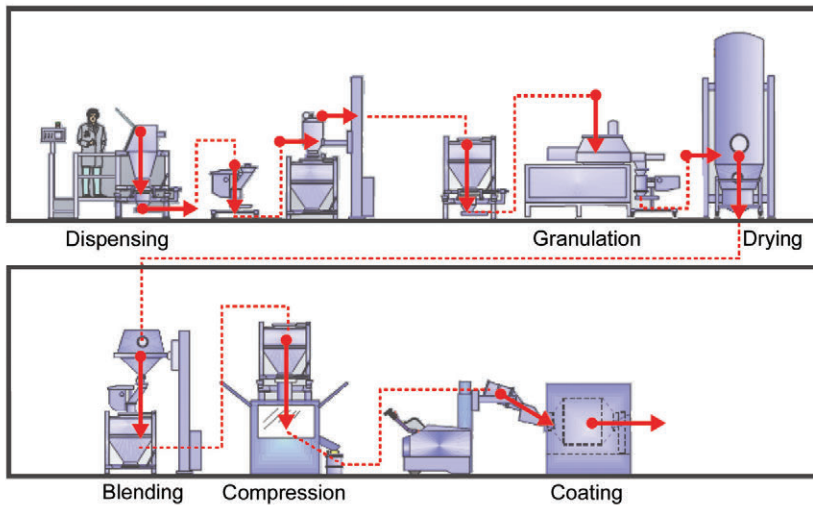 Dispensing
Granulation
Drying
Blending
Compression
Coating